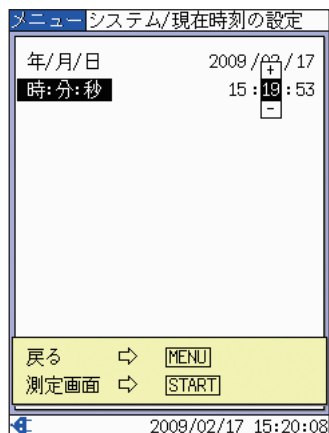 メニュー システム/現在時刻の設定
年/月/日 2009/02/17
+
時:分:秒 15:19:53
-
戻る ⇨ MENU
測定画面 ⇨ START
2009/02/17 15:20:08